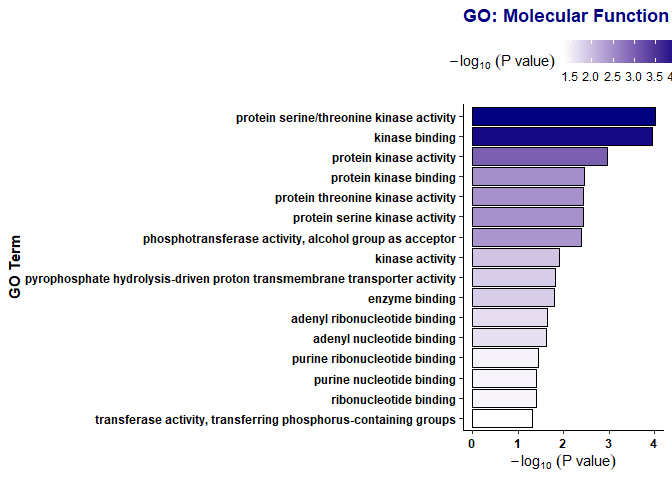 GO: Molecular Function
−log10 (P value)
1.5 2.0 2.5 3.0 3.5 4
GO Term
protein serine/threonine kinase activity
kinase binding
protein kinase activity
protein kinase binding
protein threonine kinase activity
protein serine kinase activity
phosphotransferase activity, alcohol group as acceptor
kinase activity
pyrophosphate hydrolysis-driven proton transmembrane transporter activity
enzyme binding
adenyl ribonucleotide binding
adenyl nucleotide binding
purine ribonucleotide binding
purine nucleotide binding
ribonucleotide binding
transferase activity, transferring phosphorus-containing groups
0 1 2 3 4
−log10 (P value)